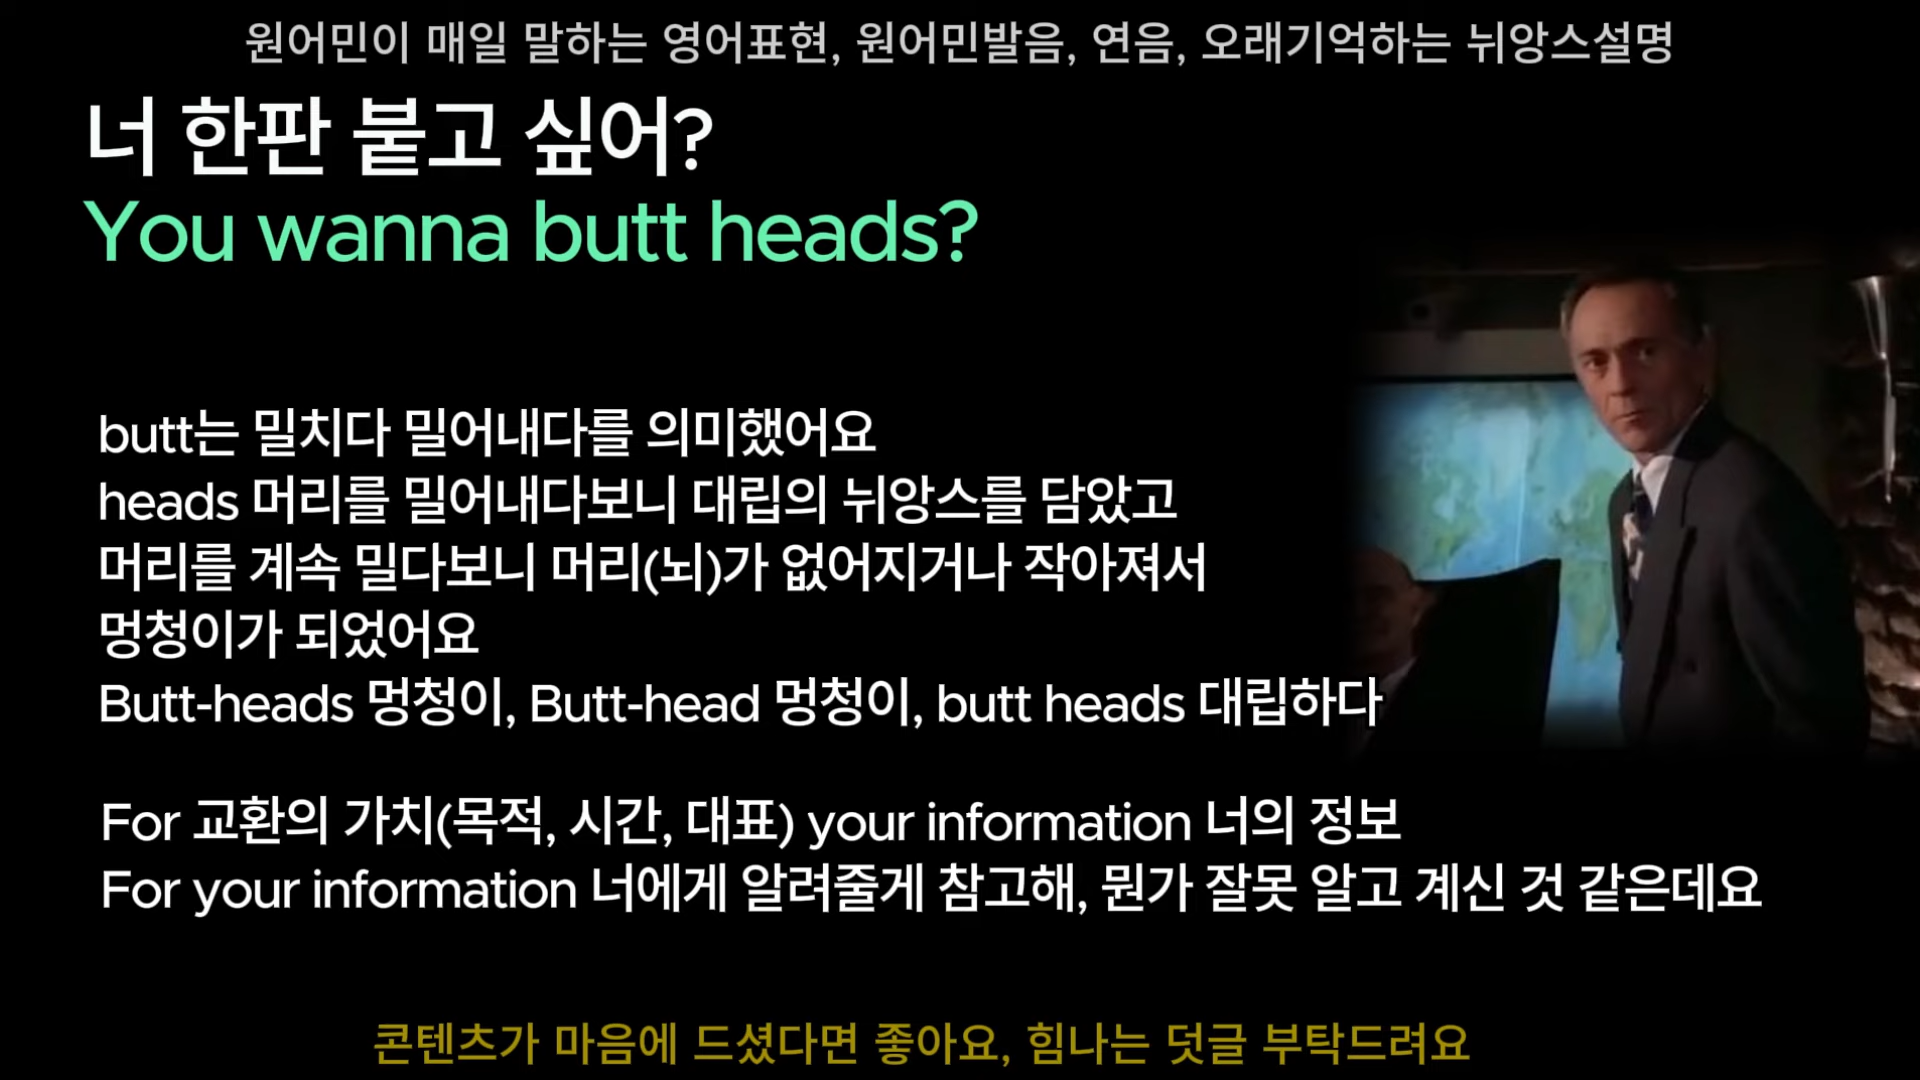 원어민이 매일 말하는 영어표현, 원어민발음, 연음, 오래기억하는 뉘앙스설명
너 한판 붙고 싶어?
You wanna butt heads?
butt는 밀치다 밀어내다를 의미했어요
heads 머리를 밀어내다보니 대립의 뉘앙스를 담았고
머리를 계속 밀다보니 머리(뇌)가 없어지거나 작아져서
멍청이가 되었어요
Butt-heads 멍청이, Butt-head 멍청이, butt heads 대립하다
For 교환의 가치(목적, 시간, 대표) your information 너의 정보
For your information 너에게 알려줄게 참고해, 뭔가 잘못 알고 계신 것 같은데요
콘텐츠가 마음에 드셨다면 좋아요, 힘나는 덧글 부탁드려요